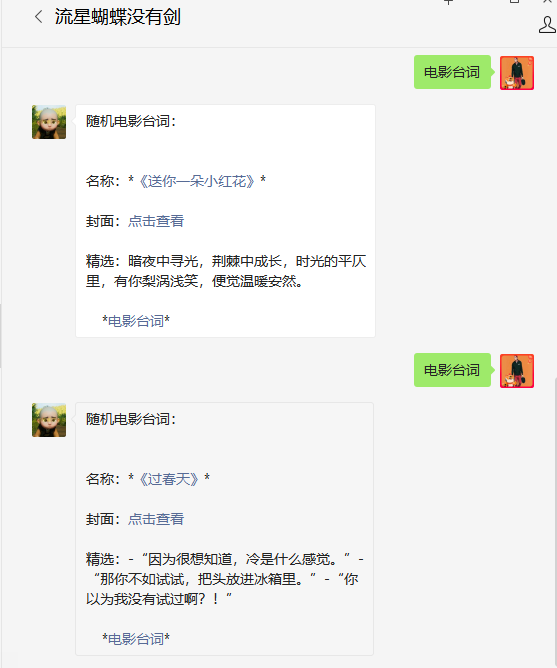 流星蝴蝶没有剑
电影台词
随机电影台词：
名称：*《送你一朵小红花》*
封面：点击查看
精选：暗夜中寻光，荆棘中成长，时光的平仄
里，有你梨涡浅笑，便觉温暖安然。
*电影台词*
电影台词
随机电影台词：
名称：*《过春天》*
封面：点击查看
精选：-“因为很想知道，冷是什么感觉。”-
“那你不如试试，把头放进冰箱里。”-“你
以为我没有试过啊？！”
*电影台词*